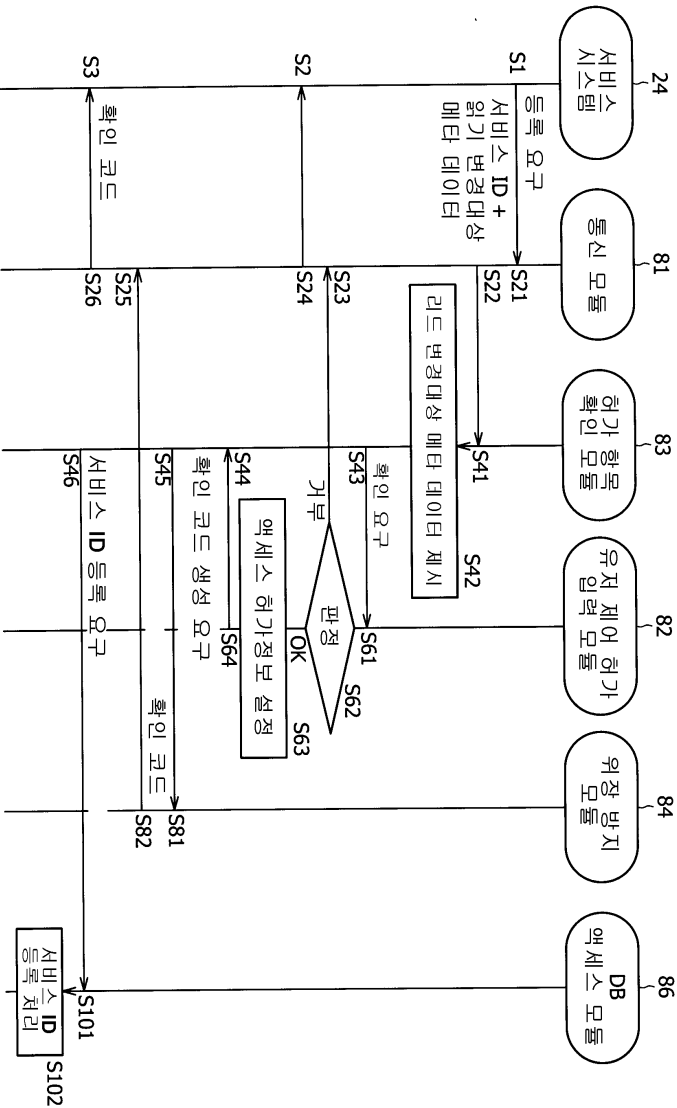 24
서비스
시스템
81
통신 모듈
83
허가 항목
확인 모듈
82
유저 제어 허가
입력 모듈
84
위장 방지
모듈
86
DB
액세스 모듈
S1
등록 요구
서비스 ID +
읽기 변경대상
메타 데이터
S21
S22
S41
리드 변경대상 메타 데이터 제시
S42
S43
확인 요구
S61
판정
S62
거부
S23
S24
S2
OK
액세스 허가정보 설정
S63
S64
S44
확인 코드 생성 요구
S45
S81
확인 코드
S82
S25
S26
확인 코드
S3
S46
서비스 ID 등록 요구
S101
서비스 ID
등록 처리
S102